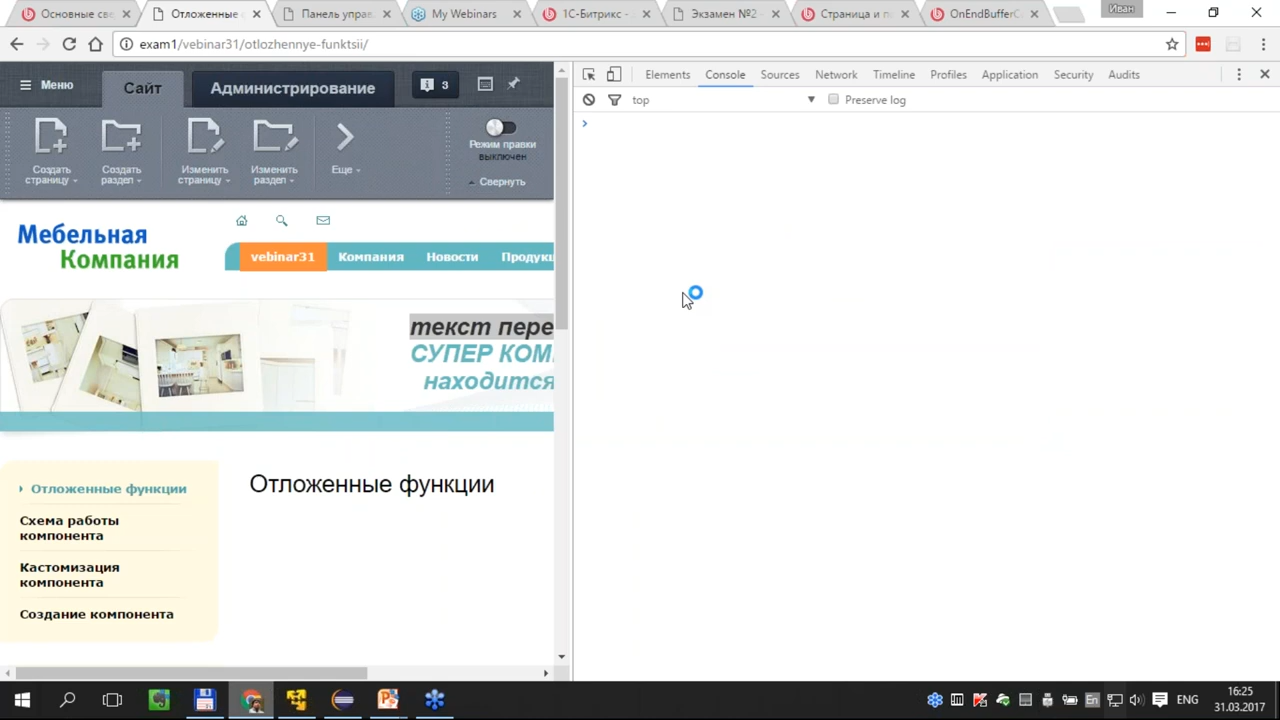 Основные св
Отложенные
Панель управ
My Webinars
1С-Битрикс -
Экзамен №2 -
Страница и п
OnEndBufferC
Иван
exam1/vebinar31/otlozhennye-funktsii/
Меню
Сайт
Администрирование
3
Создать страницу
Создать раздел
Изменить страницу
Изменить раздел
Еще
Режим правки
выключен
Свернуть
Мебельная
Компания
vebinar31
Компания
Новости
Продукц
текст пере
СУПЕР КОМ
находится
Отложенные функции
Схема работы
компонента
Кастомизация
компонента
Создание компонента
Отложенные функции
Elements
Console
Sources
Network
Timeline
Profiles
Application
Security
Audits
top
Preserve log
En
ENG
16:25
31.03.2017